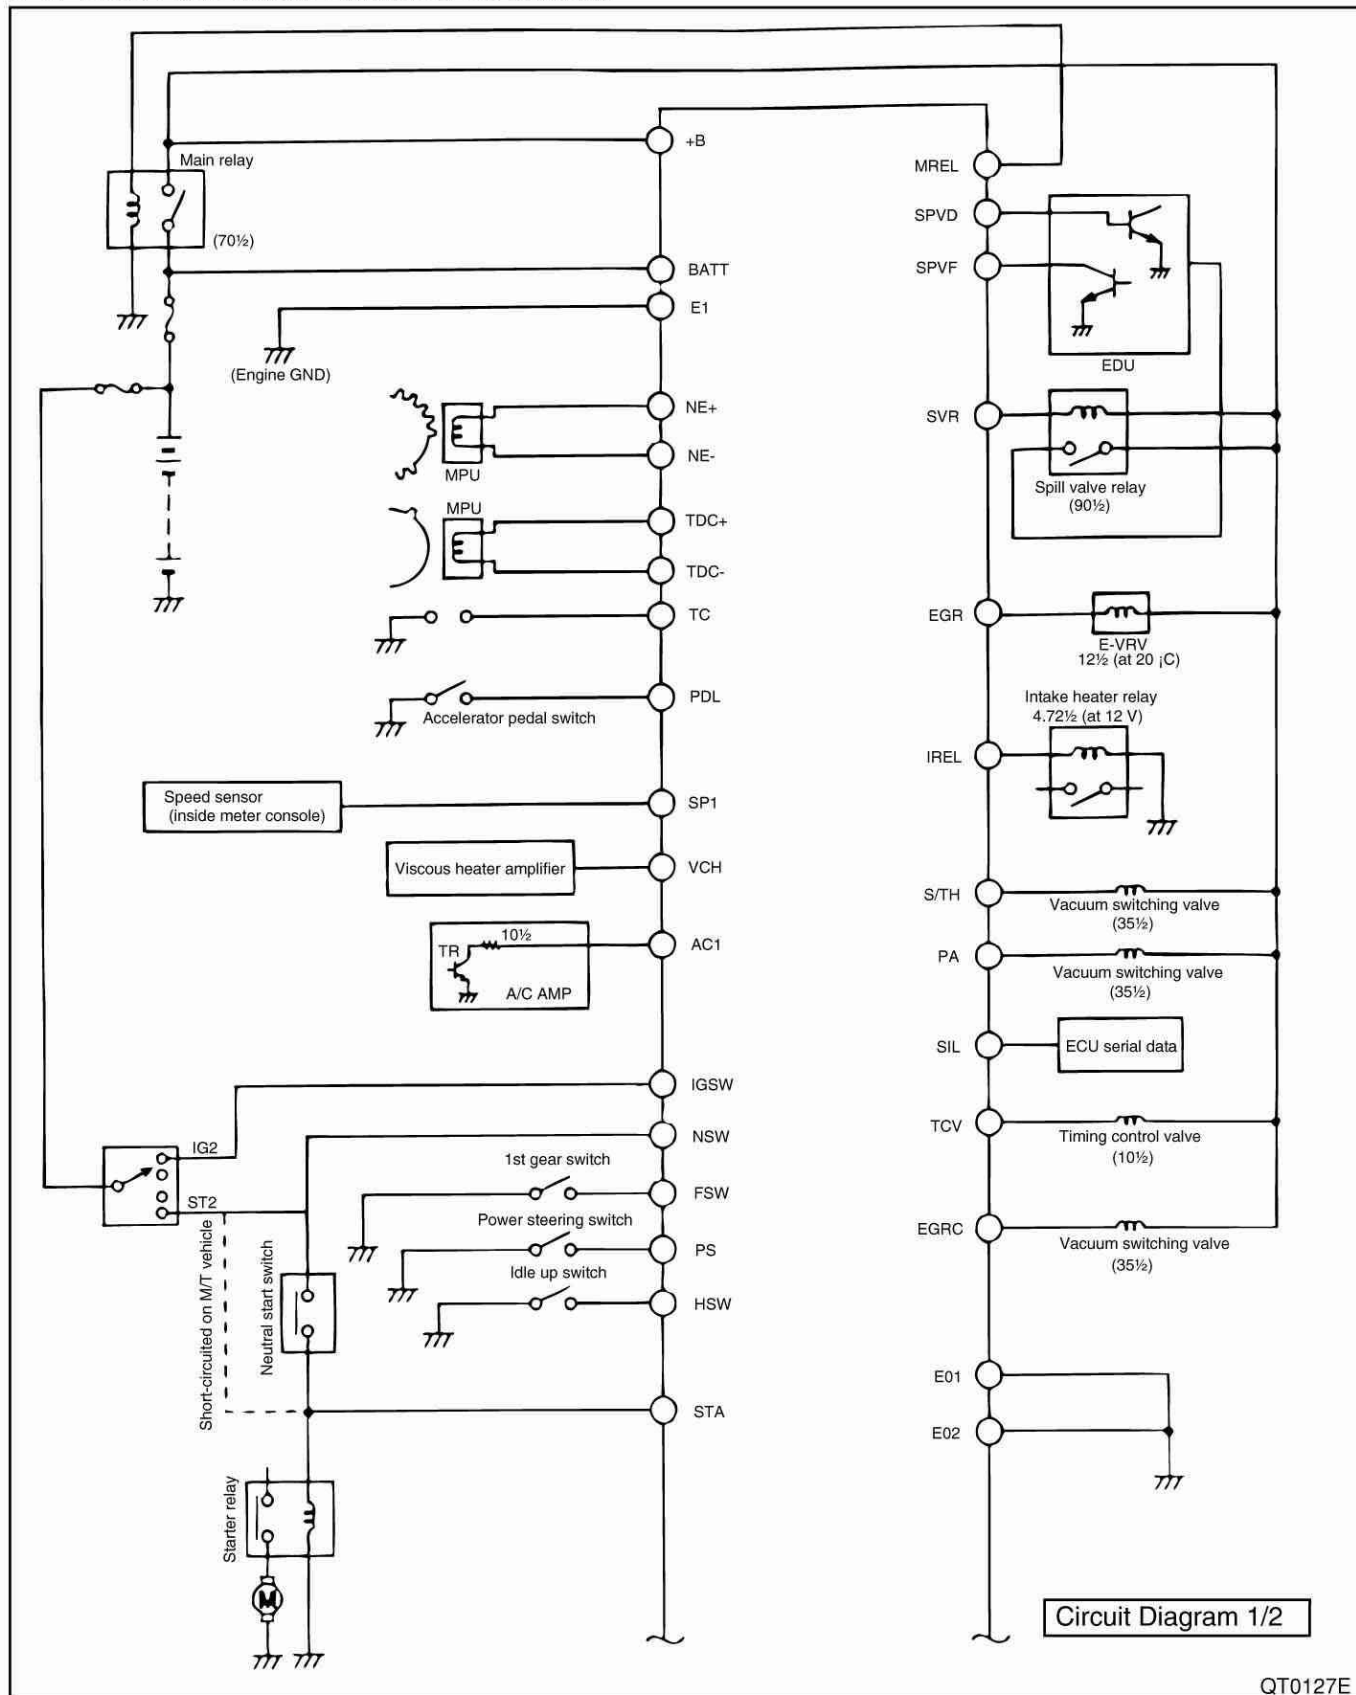 +B
Main relay
(70½)
BATT
E1
(Engine GND)
NE+
NE-
MPU
MPU
TDC+
TDC-
TC
PDL
Accelerator pedal switch
Speed sensor
(inside meter console)
SP1
Viscous heater amplifier
VCH
10½
TR
A/C AMP
AC1
IGSW
IG2
NSW
ST2
1st gear switch
FSW
Power steering switch
PS
Idle up switch
HSW
Short-circuited on M/T vehicle
Neutral start switch
STA
Starter relay
M
MREL
SPVD
SPVF
EDU
SVR
Spill valve relay
(90½)
EGR
E-VRV
12½ (at 20 ¡C)
Intake heater relay
4.72½ (at 12 V)
IREL
S/TH
Vacuum switching valve
(35½)
PA
Vacuum switching valve
(35½)
SIL
ECU serial data
TCV
Timing control valve
(10½)
EGRC
Vacuum switching valve
(35½)
E01
E02
Circuit Diagram 1/2
QT0127E